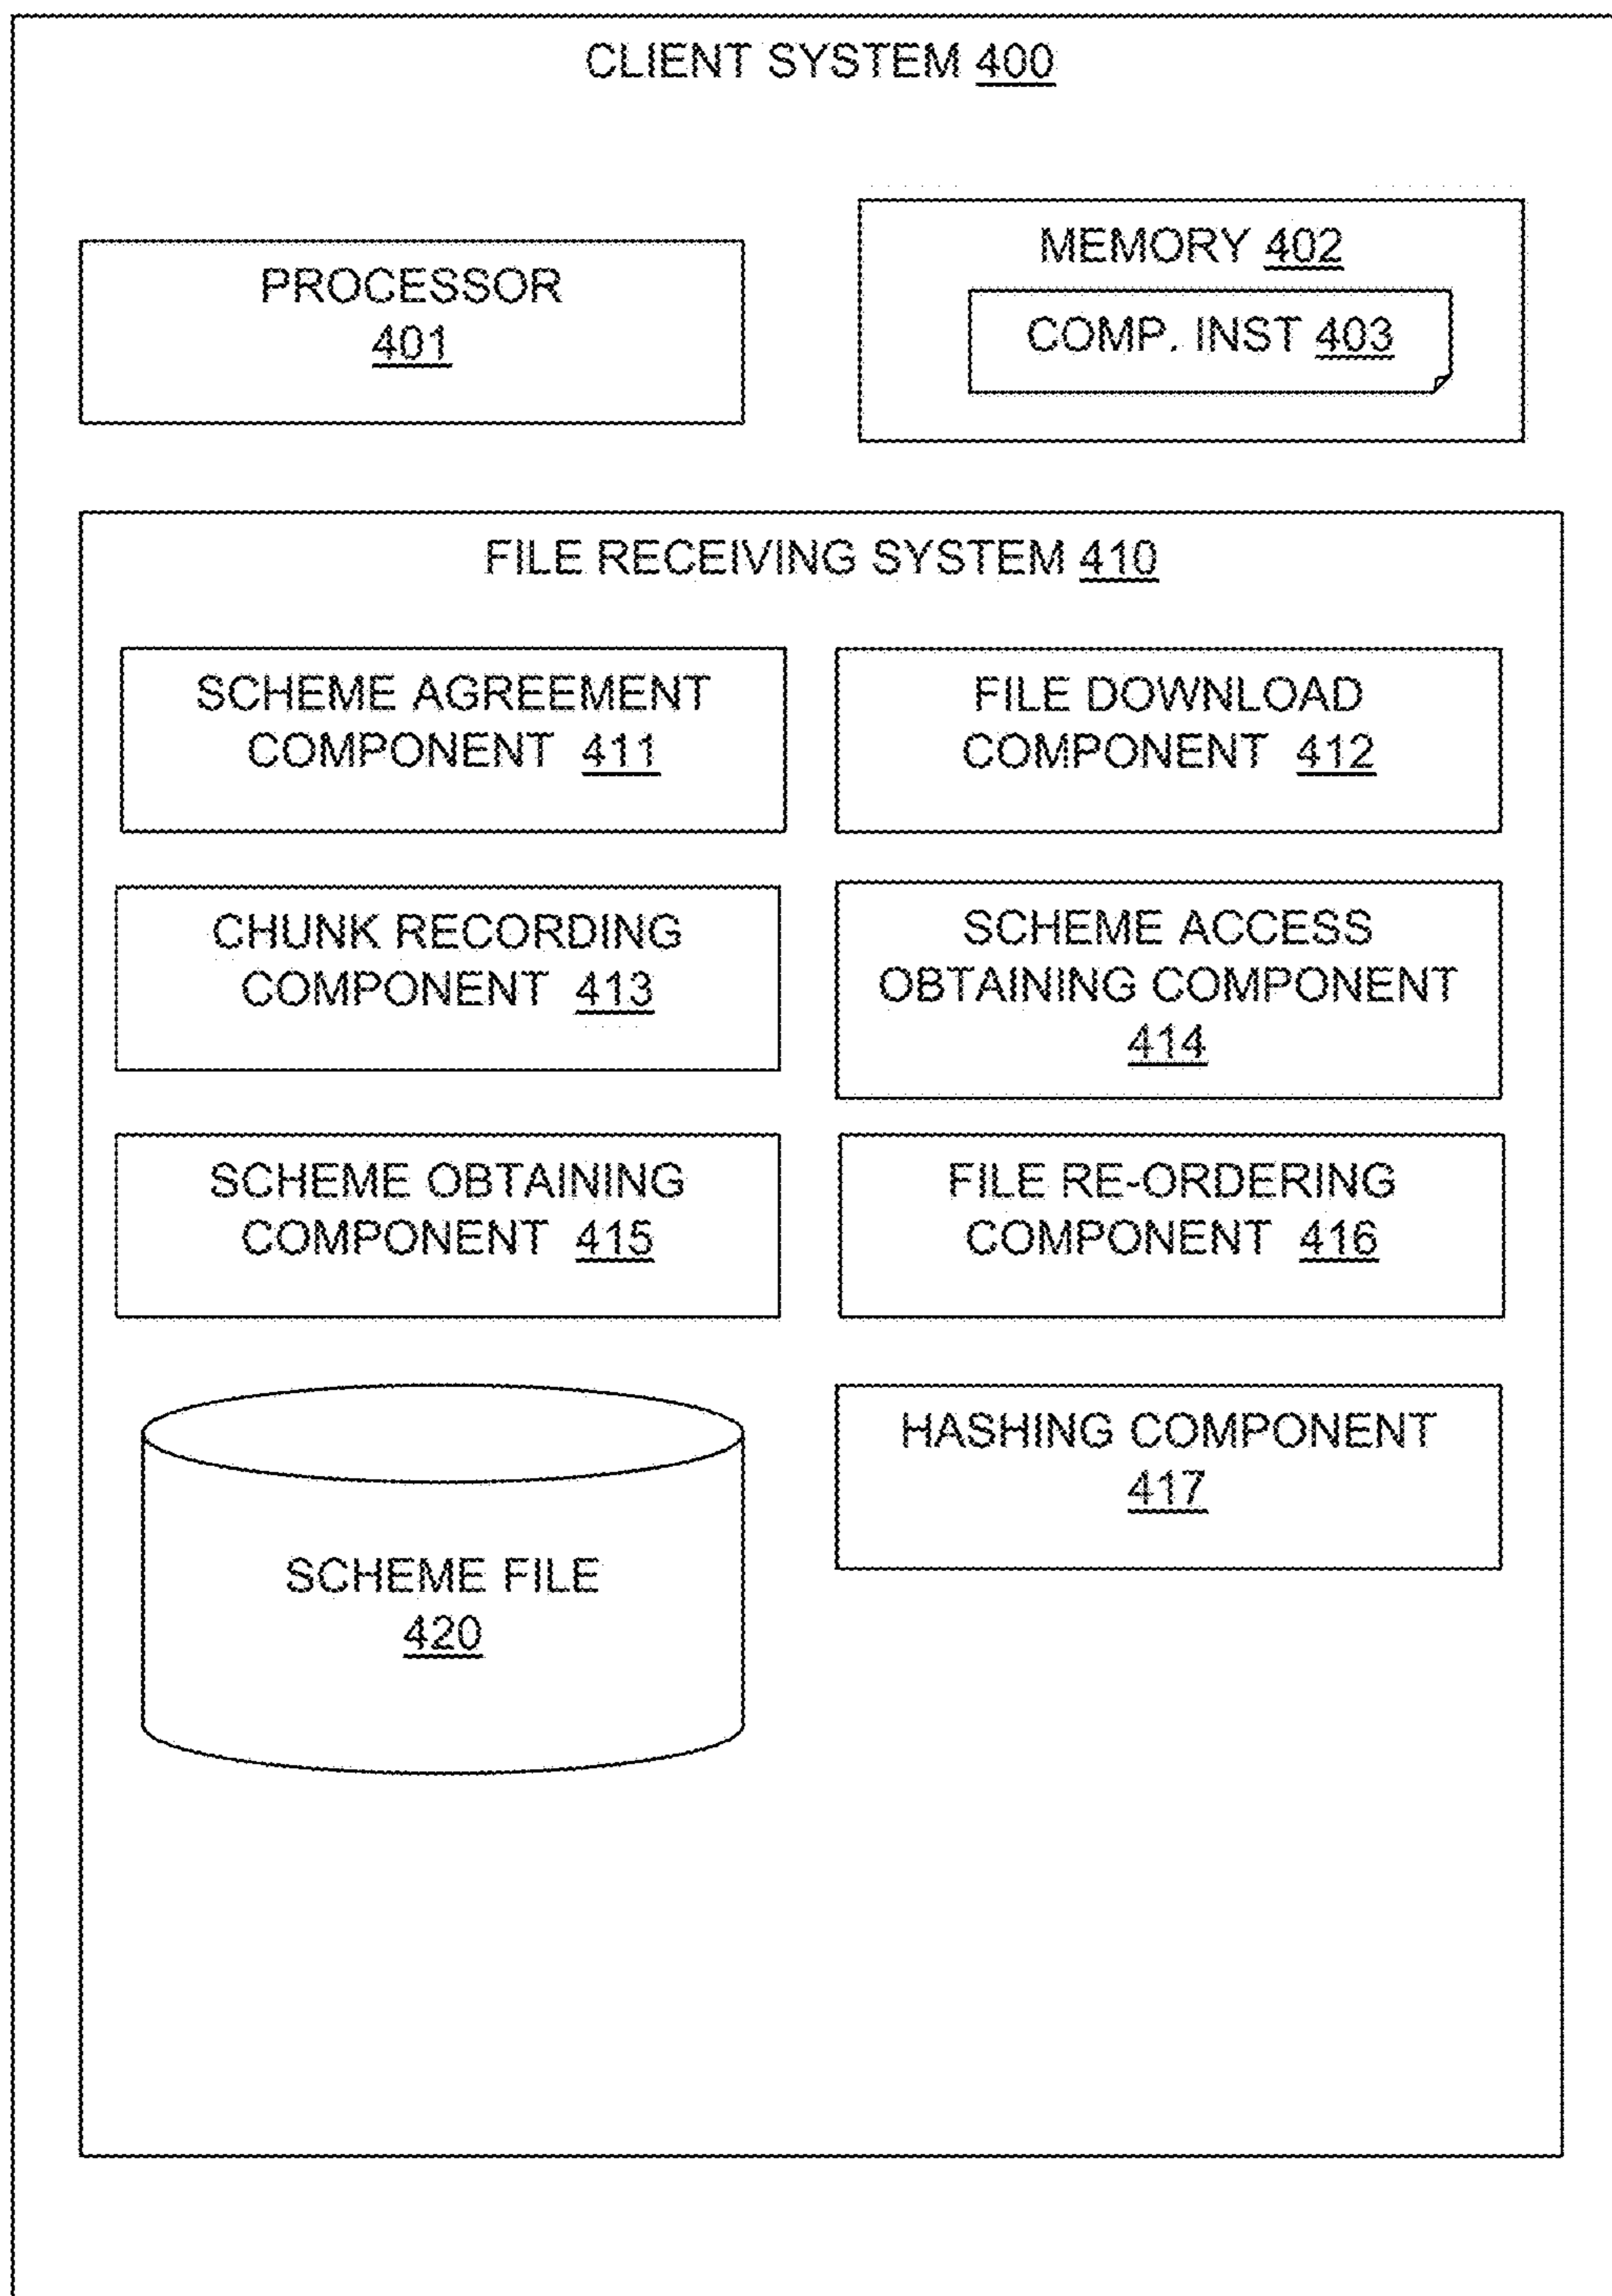 CLIENT SYSTEM 400
PROCESSOR
401
MEMORY 402
COMP. INST 403
FILE RECEIVING SYSTEM 410
SCHEME AGREEMENT
COMPONENT 411
FILE DOWNLOAD
COMPONENT 412
CHUNK RECORDING
COMPONENT 413
SCHEME ACCESS
OBTAINING COMPONENT
414
SCHEME OBTAINING
COMPONENT 415
FILE RE-ORDERING
COMPONENT 416
SCHEME FILE
420
HASHING COMPONENT
417